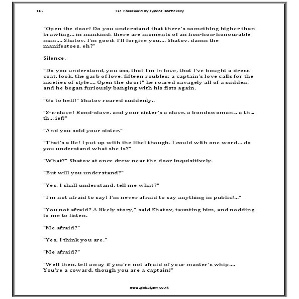 "Open the door! Do you understand that there's something higher than
brawling... in mankind; there are moments of an hon-hon-honourable
man.... Shatov, I'm good; I'll forgive you.... Shatov, damn the
manifestoes, eh?"
Silence.
"Do you understand, you ass, that I'm in love, that I've bought a dress
coat, look, the garb of love, fifteen roubles; a captain's love calls for the
niceties of style.... Open the door!" he roared savagely all of a sudden,
and he began furiously banging with his fists again.
"Go to hell!" Shatov roared suddenly.
"S-s-slave! Bond-slave, and your sister's a slave, a bondswoman... a th...
th... ief!"
"And you sold your sister."
"That's a lie! I put up with the libel though. I could with one word... do
you understand what she is?"
"What?" Shatov at once drew near the door inquisitively.
"But will you understand?"
"Yes, I shall understand, tell me what?"
"I'm not afraid to say! I'm never afraid to say anything in public!..."
"You not afraid? A likely story," said Shatov, taunting him, and nodding
to me to listen.
"Me afraid?"
"Yes, I think you are."
"Me afraid?"
"Well then, tell away if you're not afraid of your master's whip....
You're a coward, though you are a captain!"